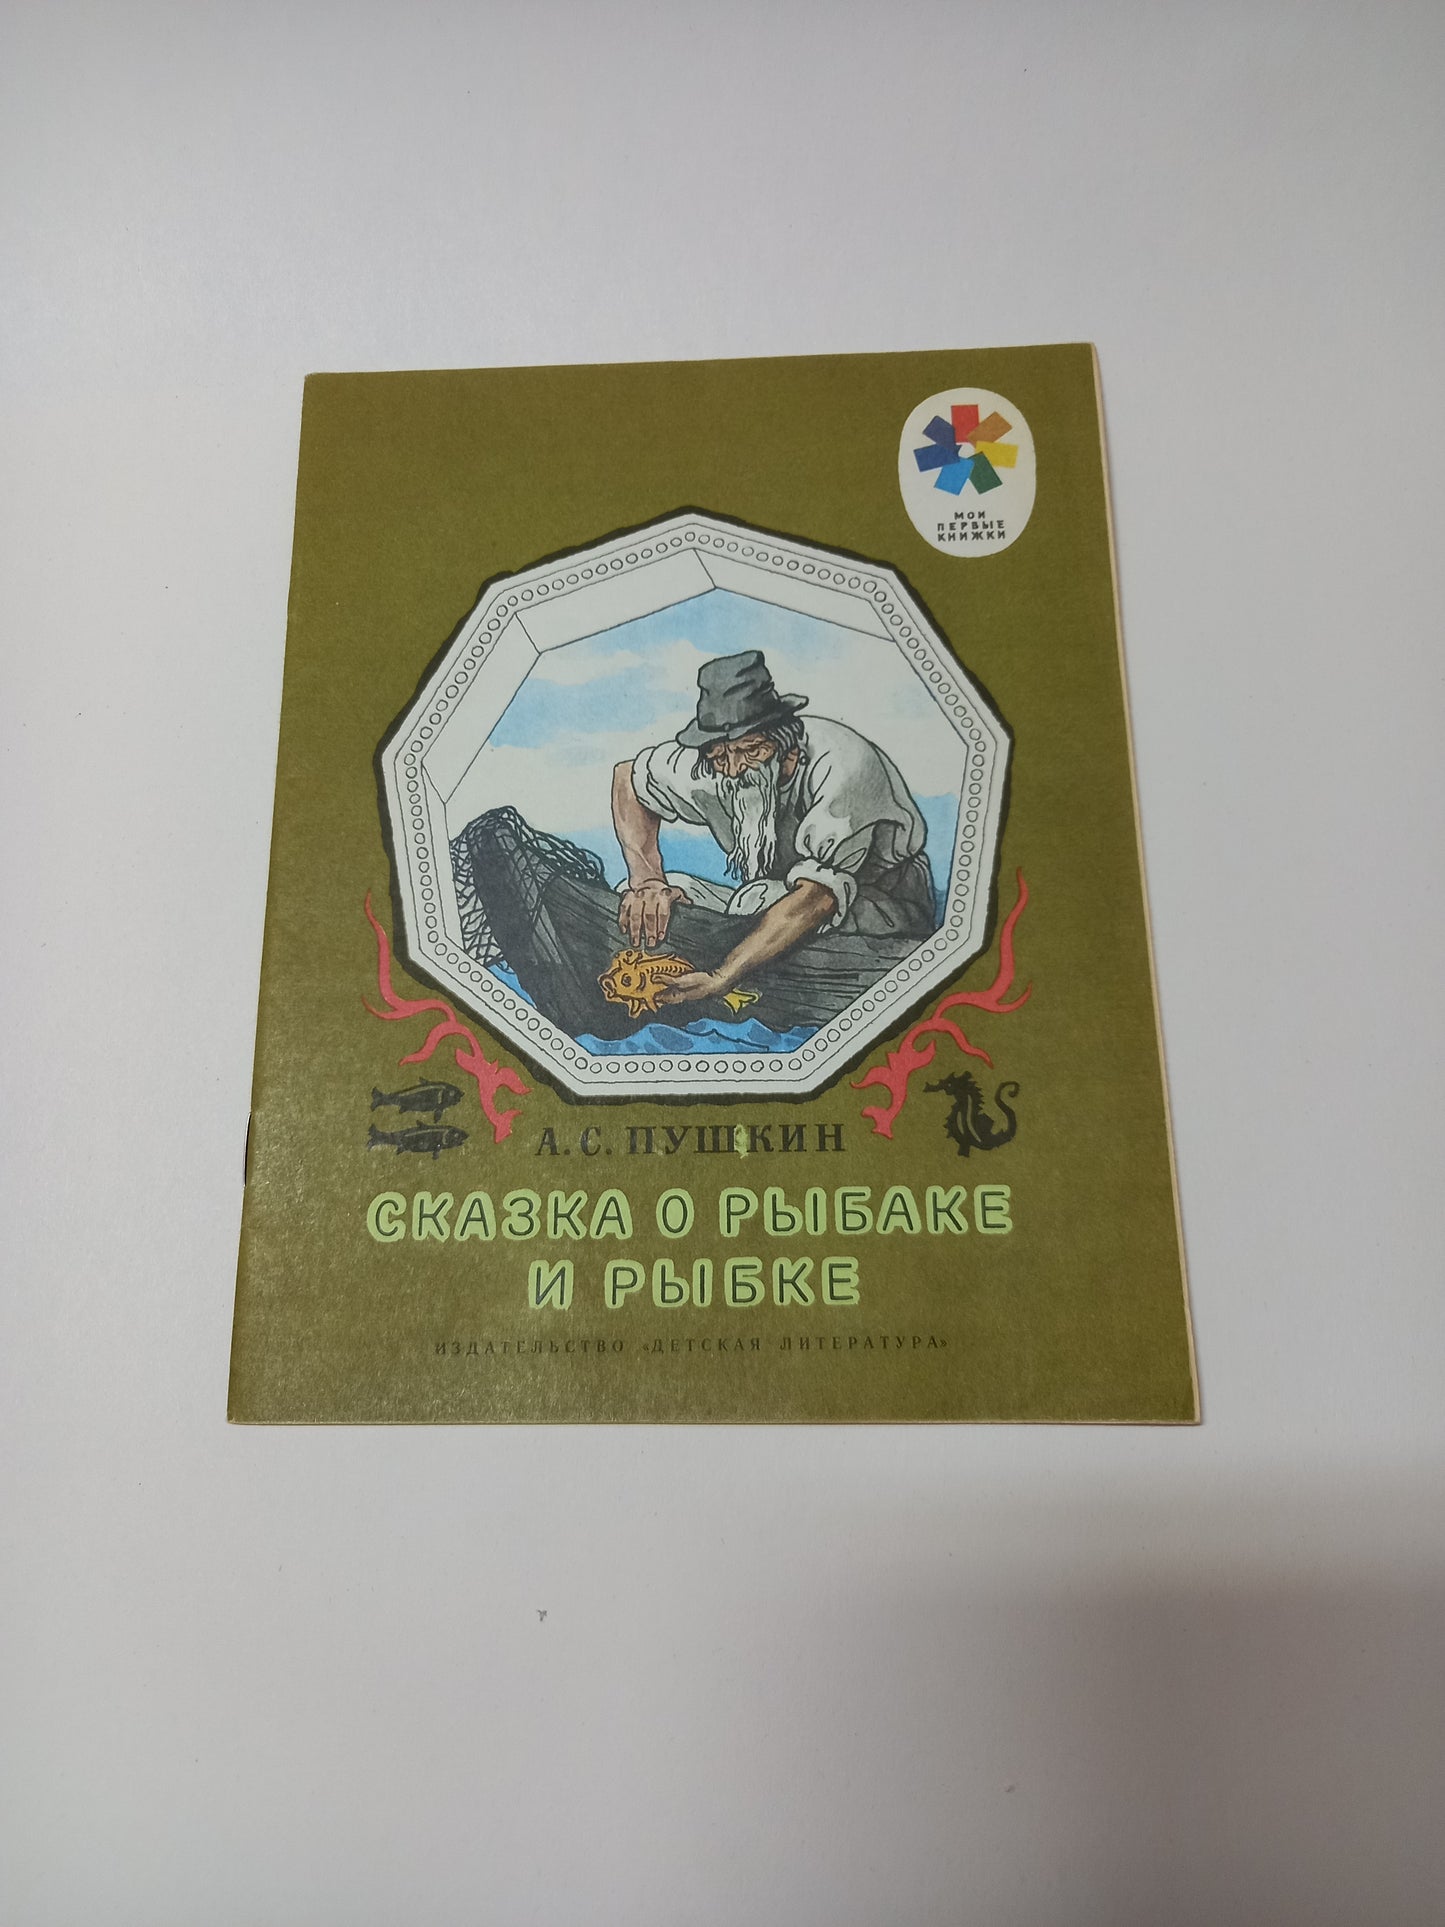 МОИ
ПЕРВЫЕ
КНИЖКИ
А. С. ПУШКИН
СКАЗКА О РЫБАКЕ
И РЫБКЕ
ИЗДАТЕЛЬСТВО «ДЕТСКАЯ ЛИТЕРАТУРА»